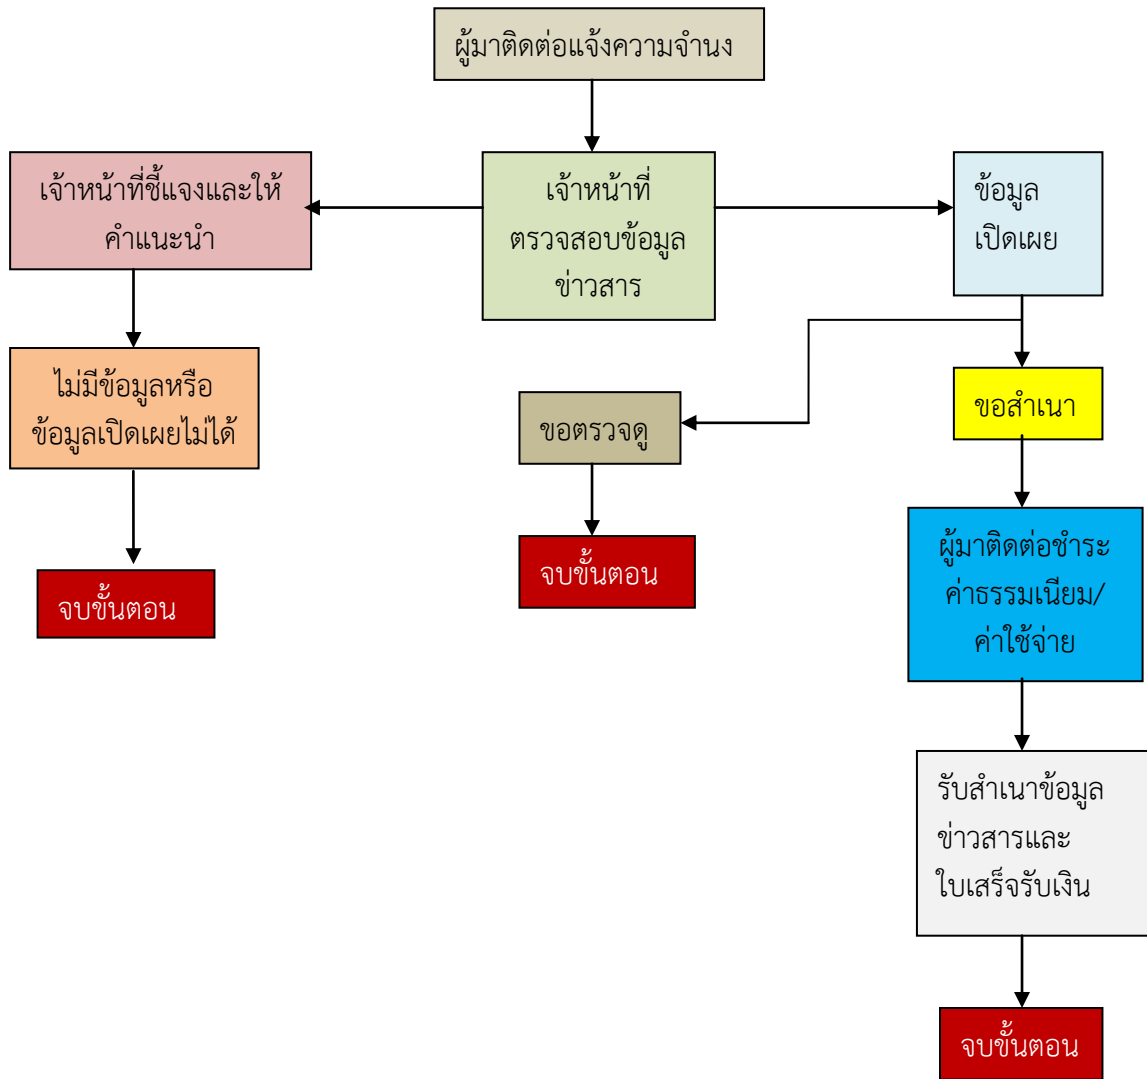 ผู้มาติดต่อแจ้งความจำนง
เจ้าหน้าที่ชี้แจงและให้
คำแนะนำ
เจ้าหน้าที่
ตรวจสอบข้อมูล
ข่าวสาร
ข้อมูล
เปิดเผย
ไม่มีข้อมูลหรือ
ข้อมูลเปิดเผยไม่ได้
ขอตรวจดู
ขอสำเนา
จบขั้นตอน
จบขั้นตอน
ผู้มาติดต่อชำระ
ค่าธรรมเนียม/
ค่าใช้จ่าย
รับสำเนาข้อมูล
ข่าวสารและ
ใบเสร็จรับเงิน
จบขั้นตอน